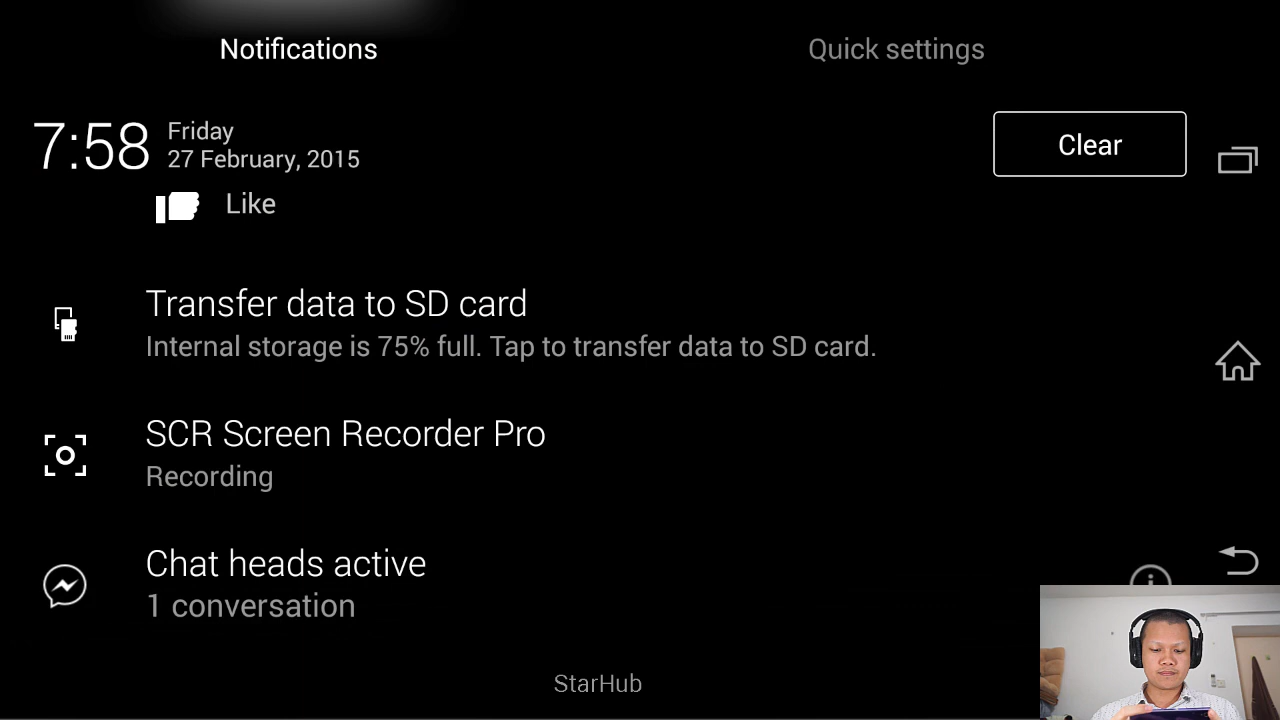 Notifications
Quick settings
7:58
Friday
27 February, 2015
Clear
Like
Transfer data to SD card
Internal storage is 75% full. Tap to transfer data to SD card.
SCR Screen Recorder Pro
Recording
Chat heads active
1 conversation
StarHub